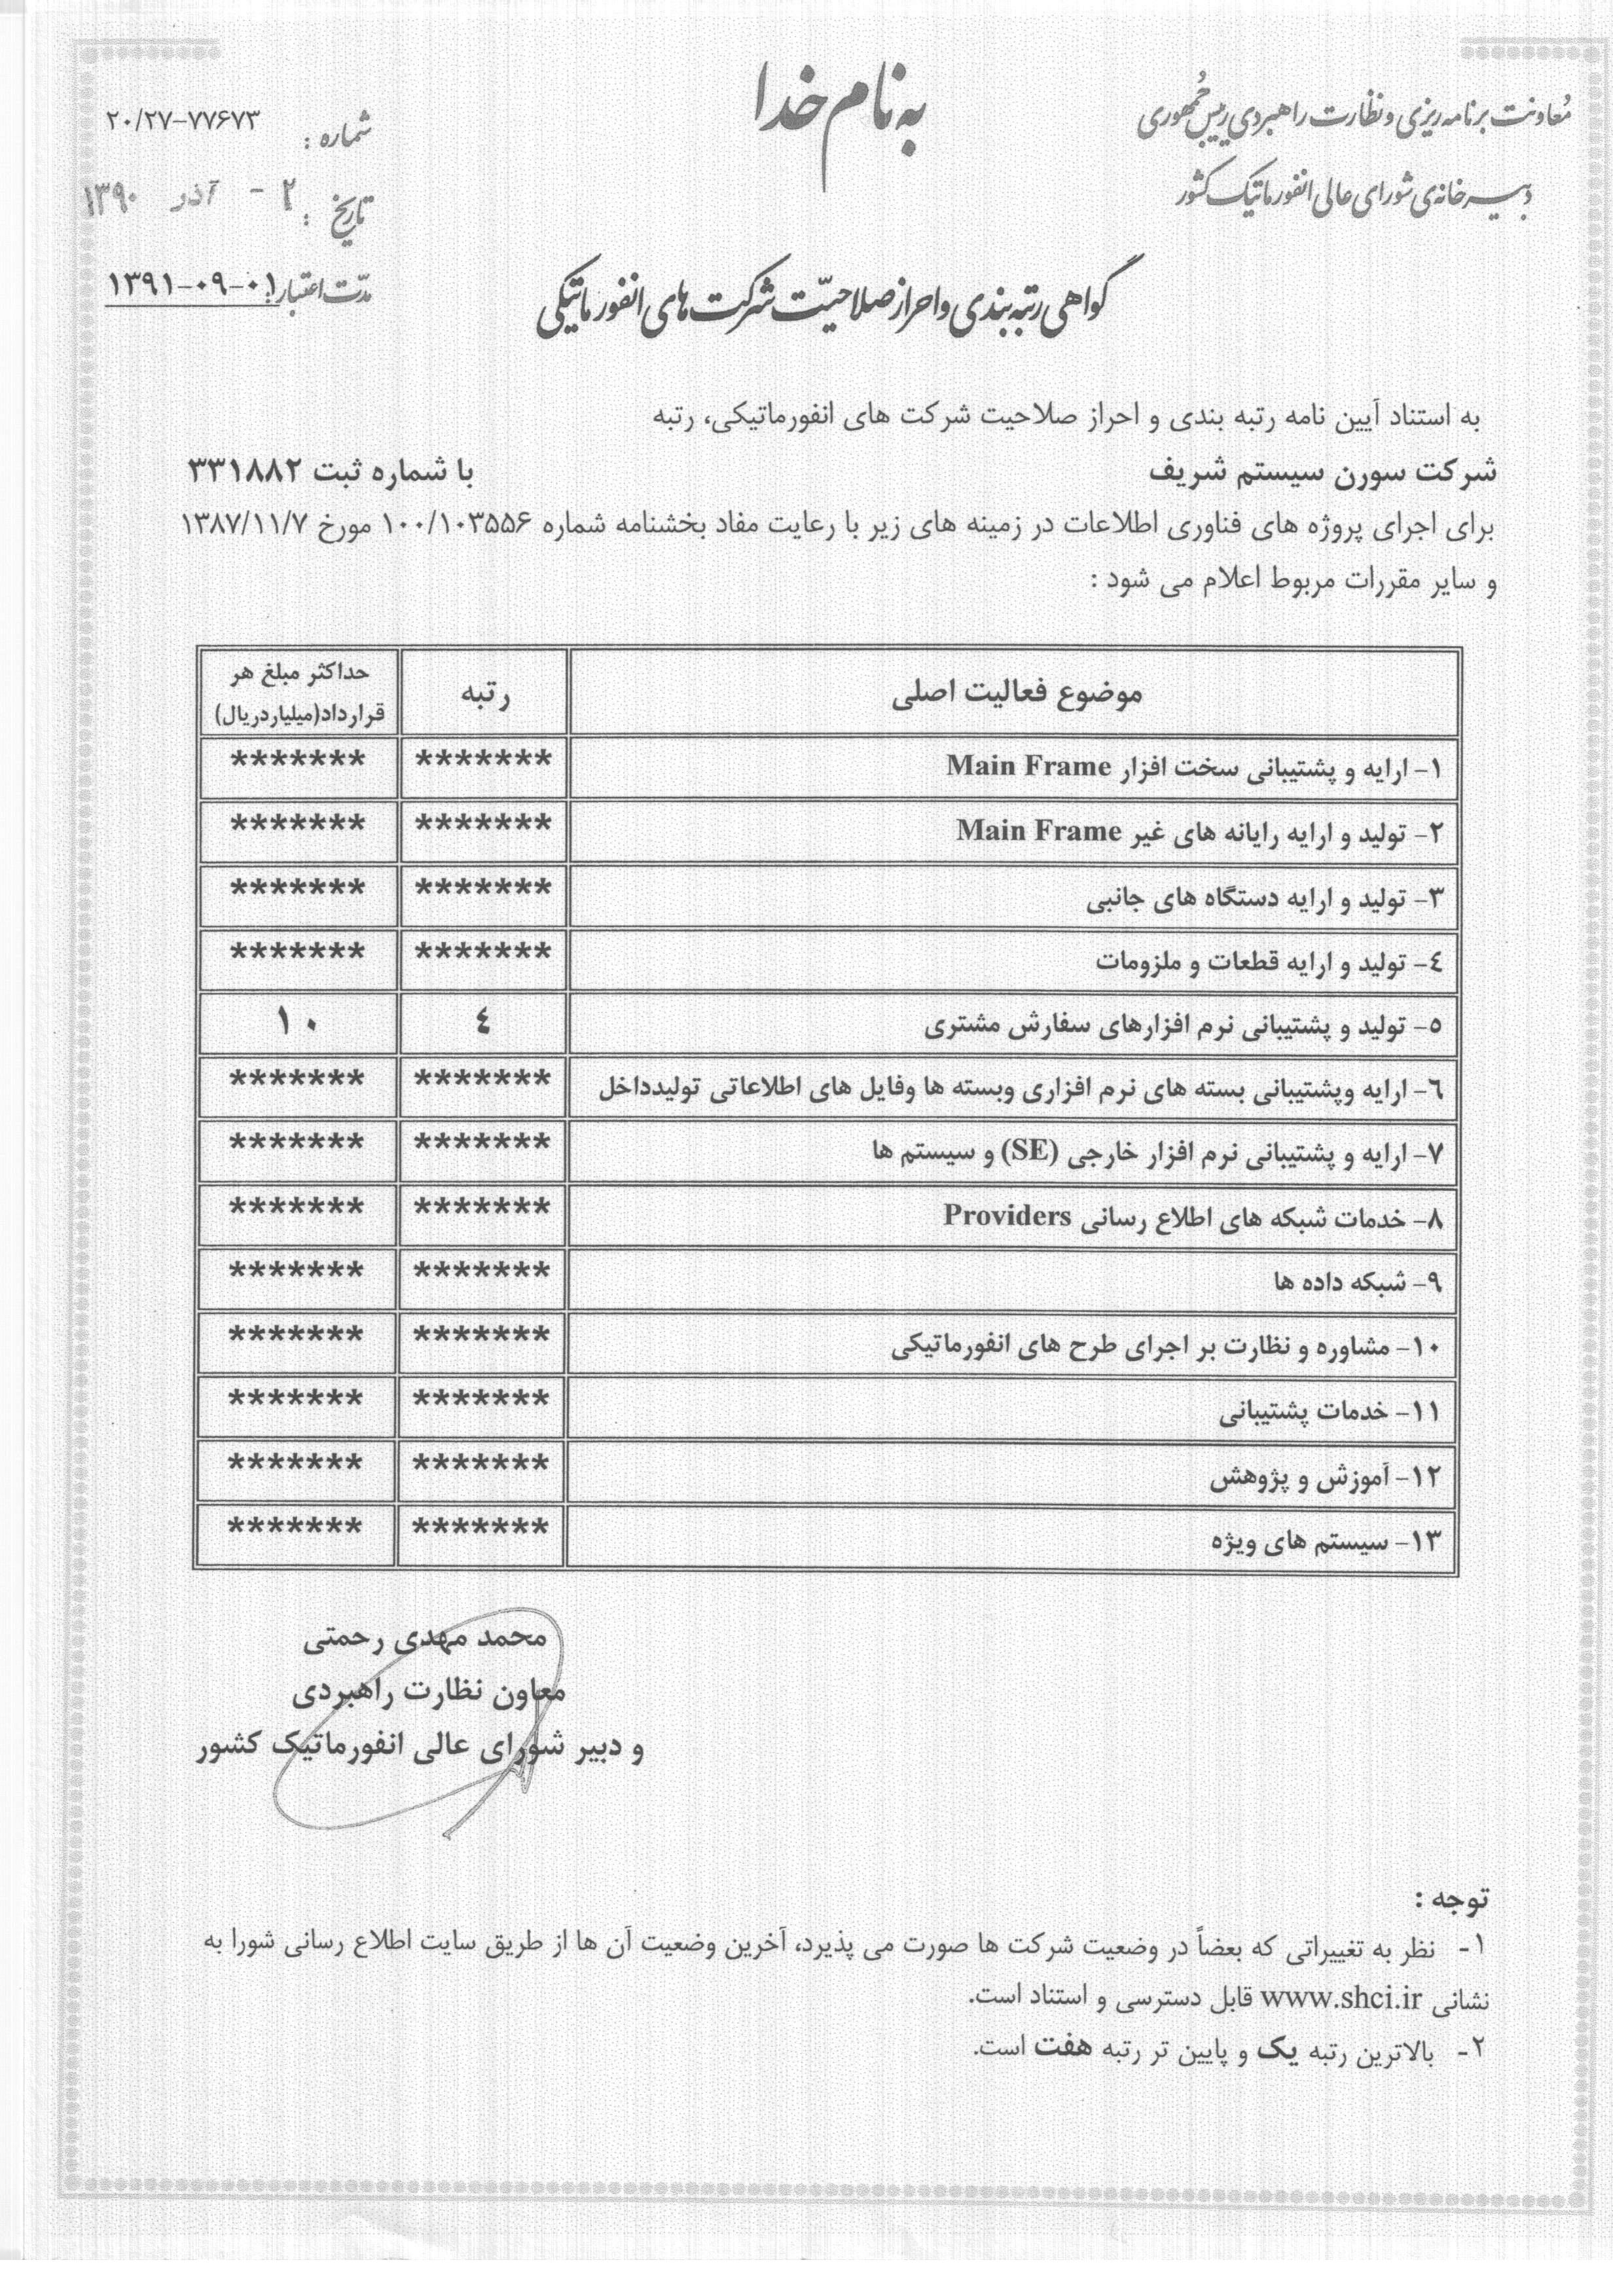 به نام خدا
معاونت برنامه‌ریزی و نظارت راهبردی رییس جمهوری
دبیرخانه‌ی شورای عالی انفورماتیک کشور
شماره : ۲۰/۲۷-۷۷۶۷۳
تاریخ : ۲ - آذر ۱۳۹۰
مدّت اعتبار: ۱۳۹۱-۰۹-۰۱
گواهی رتبه بندی و احراز صلاحیّت شرکت های انفورماتیکی
به استناد آیین نامه رتبه بندی و احراز صلاحیت شرکت های انفورماتیکی، رتبه
شرکت سورن سیستم شریف با شماره ثبت ۳۳۱۸۸۲
برای اجرای پروژه های فناوری اطلاعات در زمینه های زیر با رعایت مفاد بخشنامه شماره ۱۰۰/۱۰۳۵۵۶ مورخ ۱۳۸۷/۱۱/۷
و سایر مقررات مربوط اعلام می شود :
موضوع فعالیت اصلی رتبه حداکثر مبلغ هر
قرارداد(میلیاردریال)
۱- ارایه و پشتیبانی سخت افزار Main Frame ******* *******
۲- تولید و ارایه رایانه های غیر Main Frame ******* *******
۳- تولید و ارایه دستگاه های جانبی ******* *******
٤- تولید و ارایه قطعات و ملزومات ******* *******
٥- تولید و پشتیبانی نرم افزارهای سفارش مشتری ٤ ۱۰
٦- ارایه وپشتیبانی بسته های نرم افزاری وبسته ها وفایل های اطلاعاتی تولیدداخل ******* *******
۷- ارایه و پشتیبانی نرم افزار خارجی (SE) و سیستم ها ******* *******
۸- خدمات شبکه های اطلاع رسانی Providers ******* *******
۹- شبکه داده ها ******* *******
۱۰- مشاوره و نظارت بر اجرای طرح های انفورماتیکی ******* *******
۱۱- خدمات پشتیبانی ******* *******
۱۲- آموزش و پژوهش ******* *******
۱۳- سیستم های ویژه ******* *******
محمد مهدی رحمتی
معاون نظارت راهبردی
و دبیر شورای عالی انفورماتیک کشور
توجه :
۱- نظر به تغییراتی که بعضاً در وضعیت شرکت ها صورت می پذیرد، آخرین وضعیت آن ها از طریق سایت اطلاع رسانی شورا به
نشانی www.shci.ir قابل دسترسی و استناد است.
۲- بالاترین رتبه یک و پایین تر رتبه هفت است.